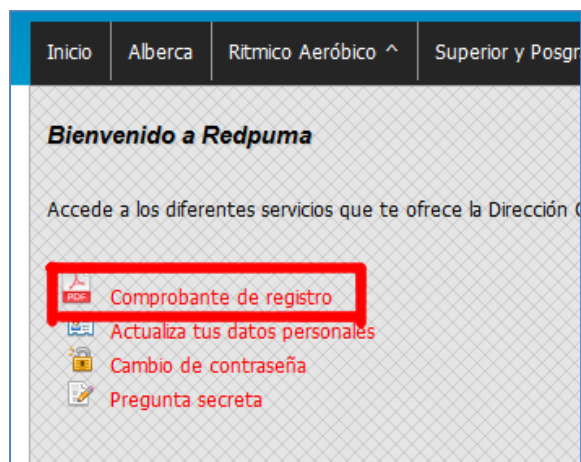 Inicio
Alberca
Ritmico Aeróbico ^
Superior y Posgr
Bienvenido a Redpuma
Accede a los diferentes servicios que te ofrece la Dirección
PDF
Comprobante de registro
Actualiza tus datos personales
Cambio de contraseña
Pregunta secreta